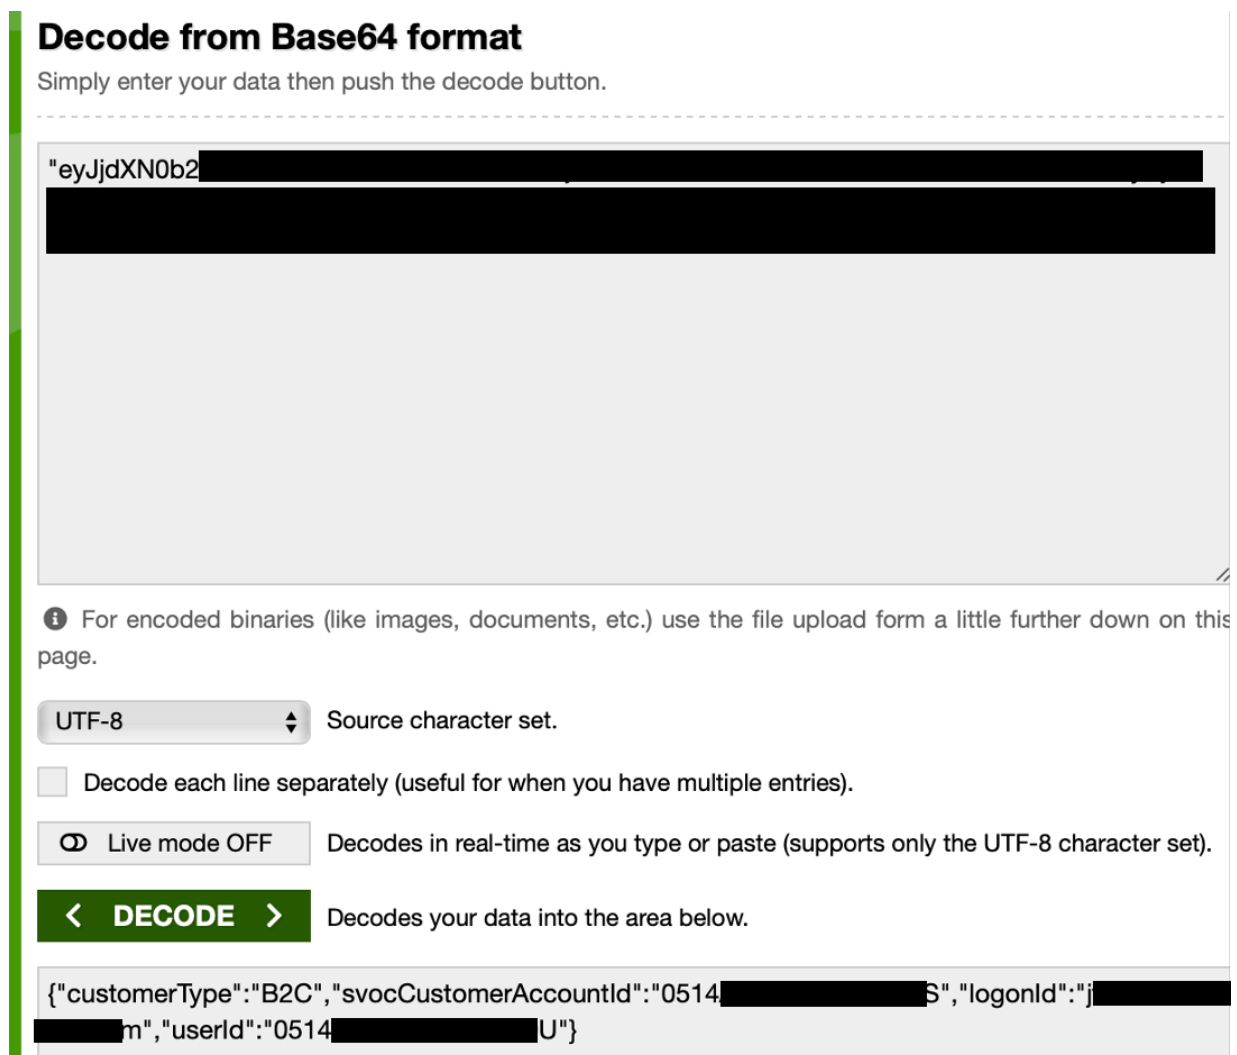 Decode from Base64 format
Simply enter your data then push the decode button.
"eyJjdXN0b2
For encoded binaries (like images, documents, etc.) use the file upload form a little further down on this
page.
UTF-8 Source character set.
Decode each line separately (useful for when you have multiple entries).
Live mode OFF Decodes in real-time as you type or paste (supports only the UTF-8 character set).
< DECODE > Decodes your data into the area below.
{"customerType":"B2C","svocCustomerAccountId":"0514 S","logonId":"j
m","userId":"0514 U"}